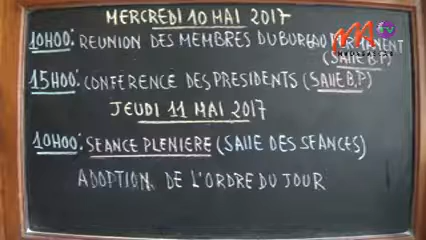 MERCREDI 10 MAI 2017
10H00: REUNION DES MEMBRES DU BUREAU PERMANENT
(SAllE B,P)
15H00: CONFERENCE DES PRESIDENTS (SAllE B,P)
JEUDI 11 MAI 2017
10H00: SEANCE PLENIERE (SAllE DES SEANCES)
ADOPTION DE L'ORDRE DU JOUR